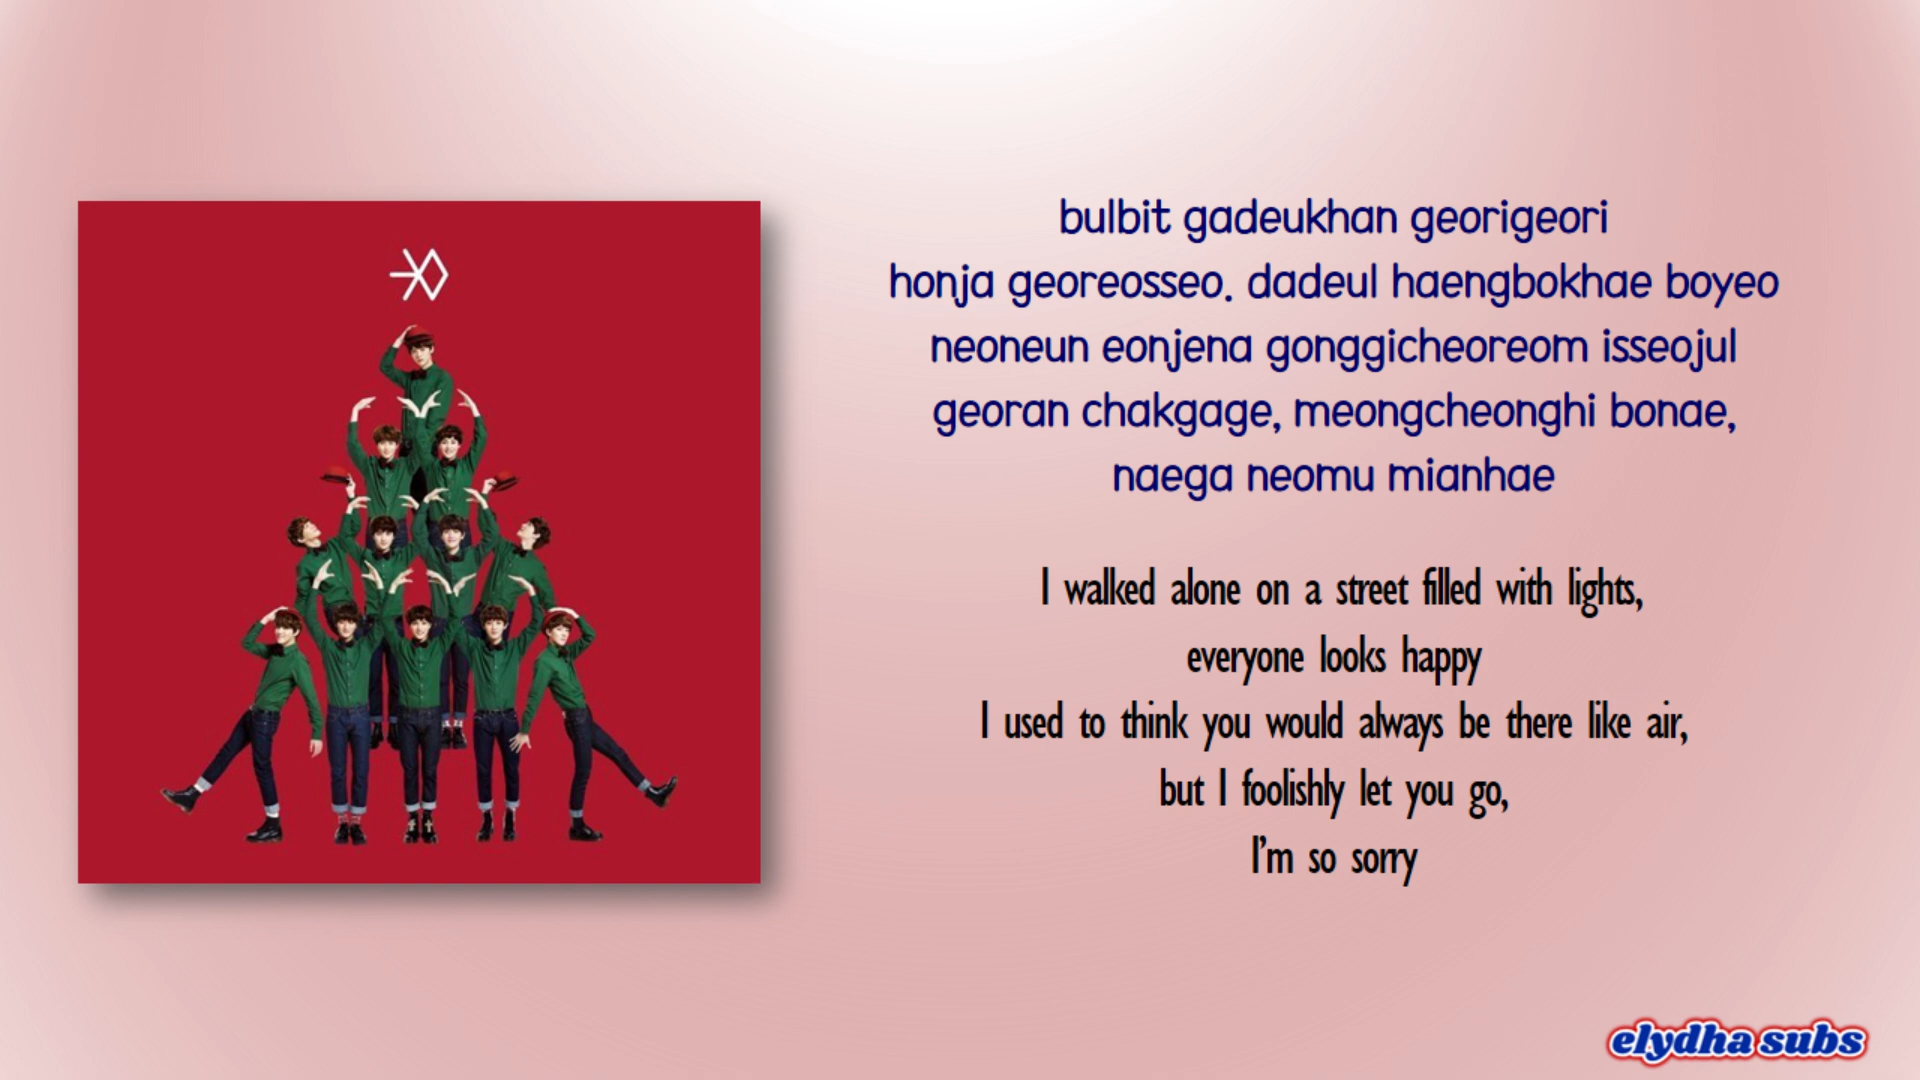 bulbit gadeukhan georigeori
honja georeosseo. dadeul haengbokhae boyeo
neoneun eonjena gonggicheoreom isseojul
georan chakgage, meongcheonghi bonae,
naega neomu mianhae
I walked alone on a street filled with lights,
everyone looks happy
I used to think you would always be there like air,
but I foolishly let you go,
I'm so sorry
elydha subs